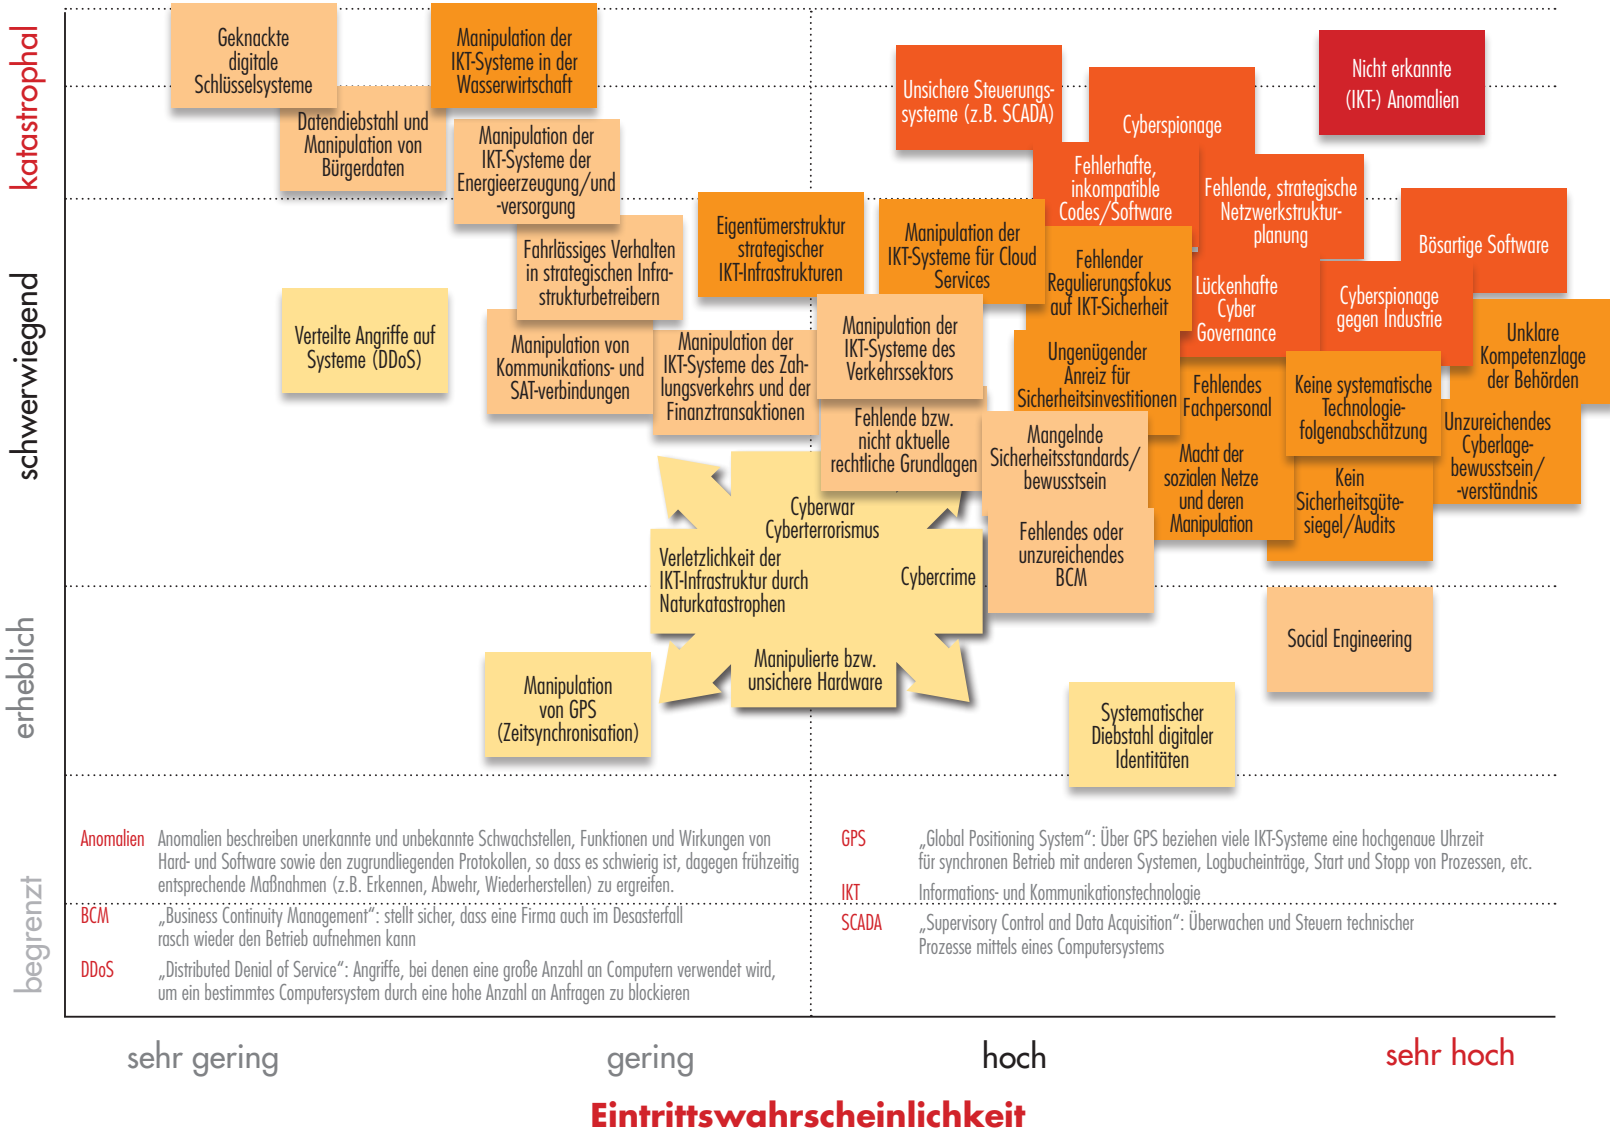 katastrophal
schwerwiegend
erheblich
begrenzt
Geknackte
digitale
Schlüsselsysteme
Manipulation der
IKT-Systeme in der
Wasserwirtschaft
Datendiebstahl und
Manipulation von
Bürgerdaten
Manipulation der
IKT-Systeme der
Energieerzeugung/und
-versorgung
Unsichere Steuerungs-
systeme (z.B. SCADA)
Cyberspionage
Nicht erkannte
(IKT-) Anomalien
Fehlerhafte,
inkompatible
Codes/Software
Fehlende, strategische
Netzwerkstruktur-
planung
Bösartige Software
Fahrlässiges Verhalten
in strategischen Infra-
strukturbetreibern
Eigentümerstruktur
strategischer
IKT-Infrastrukturen
Manipulation der
IKT-Systeme für Cloud
Services
Fehlender
Regulierungsfokus
auf IKT-Sicherheit
Lückenhafte
Cyber
Governance
Cyberspionage
gegen Industrie
Unklare
Kompetenzlage
der Behörden
Verteilte Angriffe auf
Systeme (DDoS)
Manipulation von
Kommunikations- und
SAT-verbindungen
Manipulation der
IKT-Systeme des Zah-
lungsverkehrs und der
Finanztransaktionen
Manipulation der
IKT-Systeme des
Verkehrssektors
Ungenügender
Anreiz für
Sicherheitsinvestitionen
Fehlendes
Fachpersonal
Keine systematische
Technologie-
folgenabschätzung
Unzureichendes
Cyberlage-
bewusstsein/
-verständnis
Fehlende bzw.
nicht aktuelle
rechtliche Grundlagen
Mangelnde
Sicherheitsstandards/
bewusstsein
Macht der
sozialen Netze
und deren
Manipulation
Kein
Sicherheitsgüte-
siegel/Audits
Cyberwar
Cyberterrorismus
Verletzlichkeit der
IKT-Infrastruktur durch
Naturkatastrophen
Cybercrime
Manipulierte bzw.
unsichere Hardware
Fehlendes oder
unzureichendes
BCM
Social Engineering
Manipulation
von GPS
(Zeitsynchronisation)
Systematischer
Diebstahl digitaler
Identitäten
Anomalien Anomalien beschreiben unerkannte und unbekannte Schwachstellen, Funktionen und Wirkungen von
Hard- und Software sowie den zugrundliegenden Protokollen, so dass es schwierig ist, dagegen frühzeitig
entsprechende Maßnahmen (z.B. Erkennen, Abwehr, Wiederherstellen) zu ergreifen.
BCM „Business Continuity Management“: stellt sicher, dass eine Firma auch im Desasterfall
rasch wieder den Betrieb aufnehmen kann
DDoS „Distributed Denial of Service“: Angriffe, bei denen eine große Anzahl an Computern verwendet wird,
um ein bestimmtes Computersystem durch eine hohe Anzahl an Anfragen zu blockieren
GPS „Global Positioning System“: Über GPS beziehen viele IKT-Systeme eine hochgenaue Uhrzeit
für synchronen Betrieb mit anderen Systemen, Logbucheinträge, Start und Stopp von Prozessen, etc.
IKT Informations- und Kommunikationstechnologie
SCADA „Supervisory Control and Data Acquisition“: Überwachen und Steuern technischer
Prozesse mittels eines Computersystems
sehr gering
gering
hoch
sehr hoch
Eintrittswahrscheinlichkeit